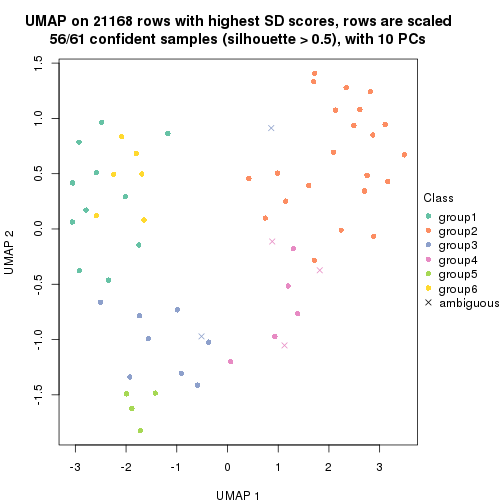 UMAP on 21168 rows with highest SD scores, rows are scaled
56/61 confident samples (silhouette > 0.5), with 10 PCs
1.5
1.0
0.5
0.0
-0.5
-1.0
-1.5
UMAP 2
-3
-2
-1
0
1
2
3
UMAP 1
Class
group1
group2
group3
group4
group5
group6
ambiguous